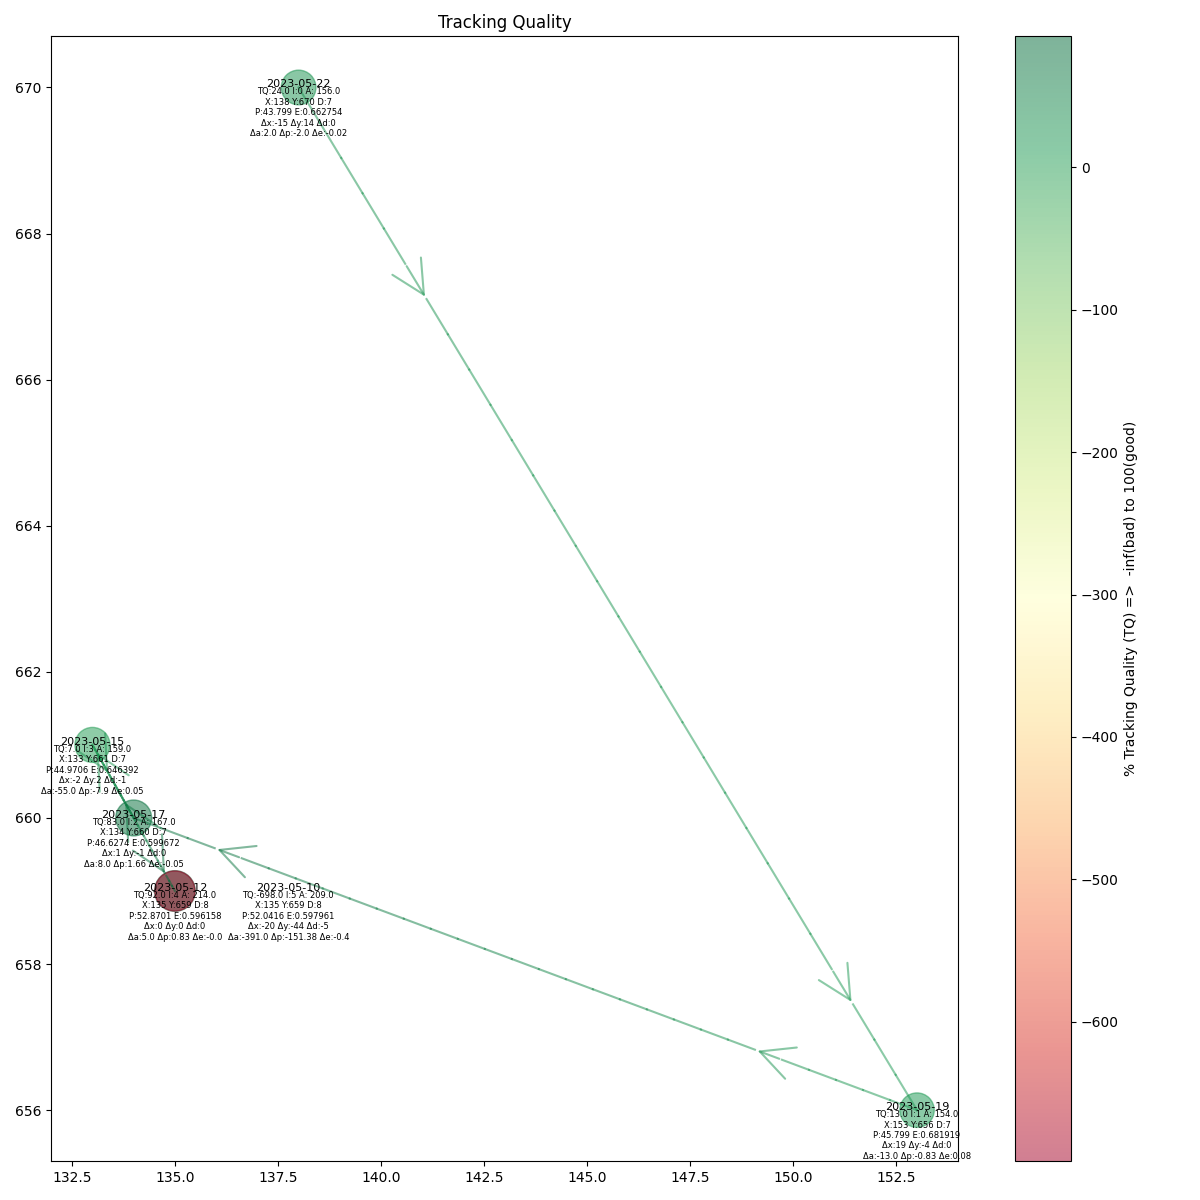 Tracking Quality
670
668
666
664
662
660
658
656
132.5
135.0
137.5
140.0
142.5
145.0
147.5
150.0
152.5
2023-05-22
TQ:24.0 I:0 A: 156.0
X:138 Y:670 D:7
P:43.799 E:0.662754
Δx:-15 Δy:14 Δd:0
Δa:2.0 Δp:-2.0 Δe:-0.02
2023-05-15
TQ:7.0 I:3 A: 159.0
X:133 Y:661 D:7
P:44.9706 E:0.646392
Δx:-2 Δy:2 Δd:-1
Δa:-55.0 Δp:-7.9 Δe:0.05
2023-05-17
TQ:83.0 I:2 A: 167.0
X:134 Y:660 D:7
P:46.6274 E:0.599672
Δx:1 Δy:-1 Δd:0
Δa:8.0 Δp:1.66 Δe:-0.05
2023-05-12
TQ:92.0 I:4 A: 214.0
X:135 Y:659 D:8
P:52.8701 E:0.596158
Δx:0 Δy:0 Δd:0
Δa:5.0 Δp:0.83 Δe:-0.0
2023-05-10
TQ:-698.0 I:5 A: 209.0
X:135 Y:659 D:8
P:52.0416 E:0.597961
Δx:-20 Δy:-44 Δd:-5
Δa:-391.0 Δp:-151.38 Δe:-0.4
2023-05-19
TQ:13.0 I:1 A: 154.0
X:153 Y:656 D:7
P:45.799 E:0.681919
Δx:19 Δy:-4 Δd:0
Δa:-13.0 Δp:-0.83 Δe:0.08
0
−100
−200
−300
−400
−500
−600
% Tracking Quality (TQ) =>  -inf(bad) to 100(good)